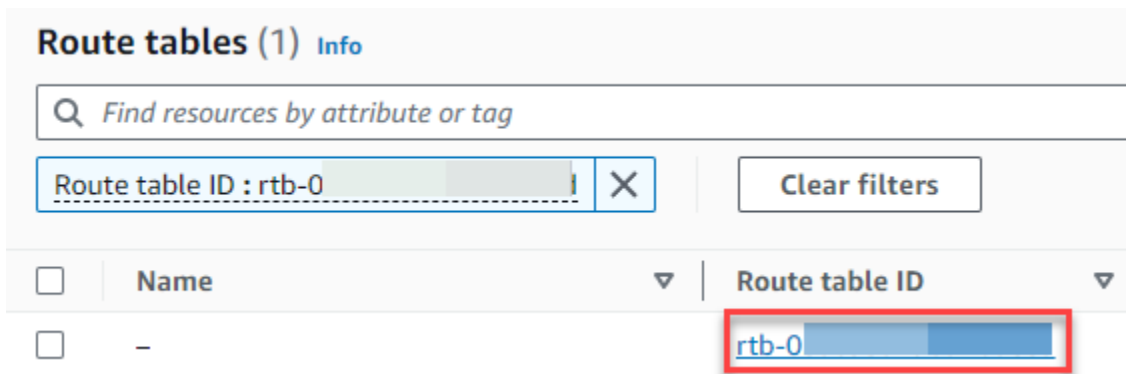 Route tables (1) Info
Find resources by attribute or tag
Route table ID : rtb-0 Clear filters
Name Route table ID
– rtb-0